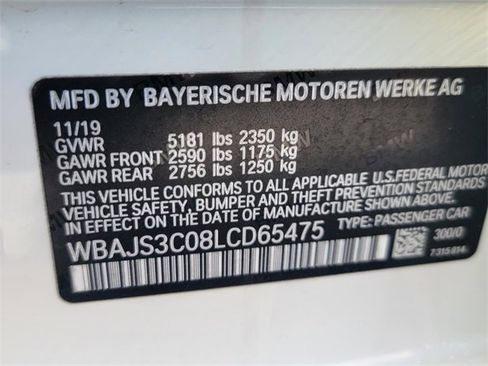 MFD BY BAYERISCHE MOTOREN WERKE AG
11/19
GVWR 5181 lbs 2350 kg
GAWR FRONT 2590 lbs 1175 kg
GAWR REAR 2756 lbs 1250 kg
THIS VEHICLE CONFORMS TO ALL APPLICABLE U.S.FEDERAL MOTOR
VEHICLE SAFETY, BUMPER AND THEFT PREVENTION STANDARDS
IN EFFECT ON THE DATE OF MANUFACTURE SHOWN ABOVE.
WBAJS3C08LCD65475 TYPE: PASSENGER CAR
300/0
7315814